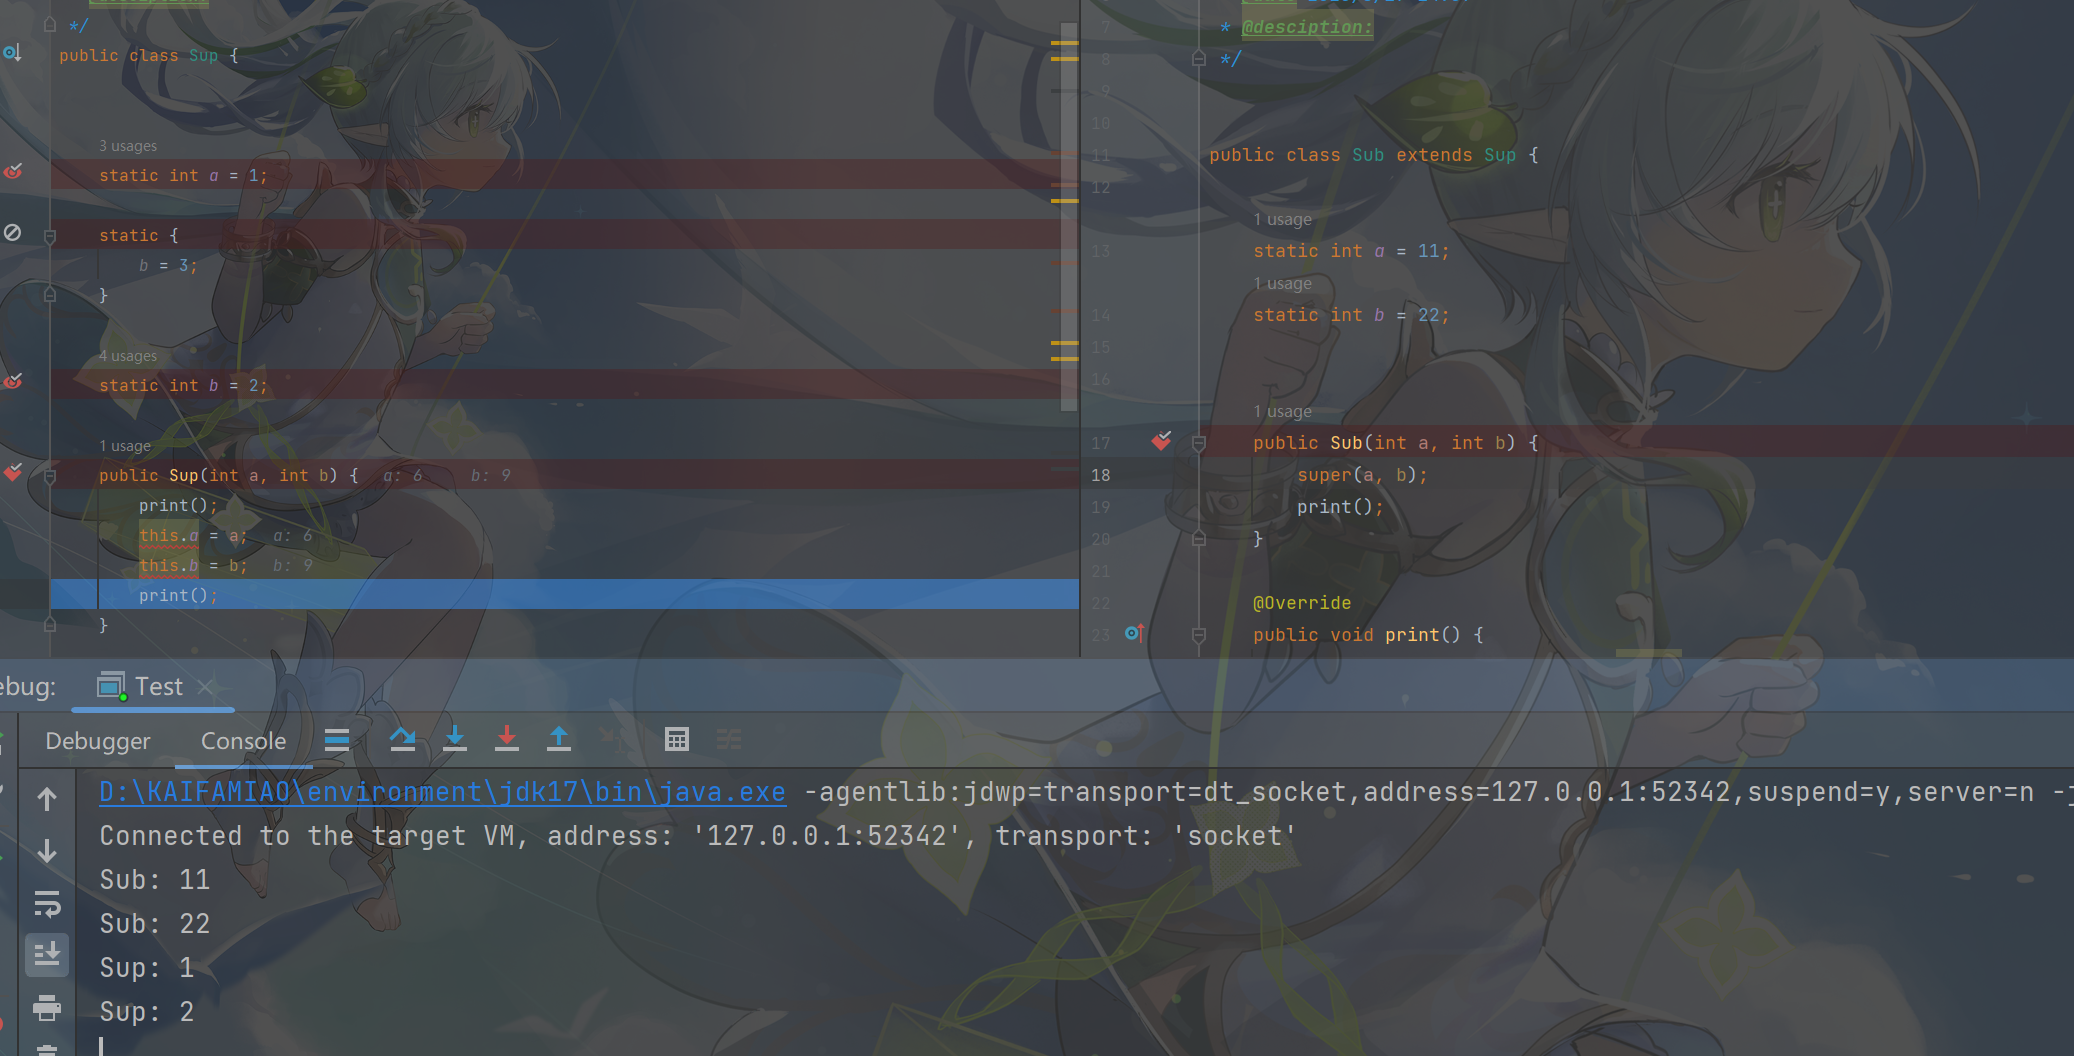 */
public class Sup {
3 usages
static int a = 1;
static {
b = 3;
}
4 usages
static int b = 2;
1 usage
public Sup(int a, int b) { a: 6 b: 9
print();
this.a = a; a: 6
this.b = b; b: 9
print();
}
7 * @desciption:
8 */
9
10
11 public class Sub extends Sup {
12
1 usage
13 static int a = 11;
1 usage
14 static int b = 22;
15
16
1 usage
17 public Sub(int a, int b) {
18 super(a, b);
19 print();
20 }
21
22 @Override
23 public void print() {
ebug: Test
Debugger Console
D:\KAIFAMIAO\environment\jdk17\bin\java.exe -agentlib:jdwp=transport=dt_socket,address=127.0.0.1:52342,suspend=y,server=n -j
Connected to the target VM, address: '127.0.0.1:52342', transport: 'socket'
Sub: 11
Sub: 22
Sup: 1
Sup: 2